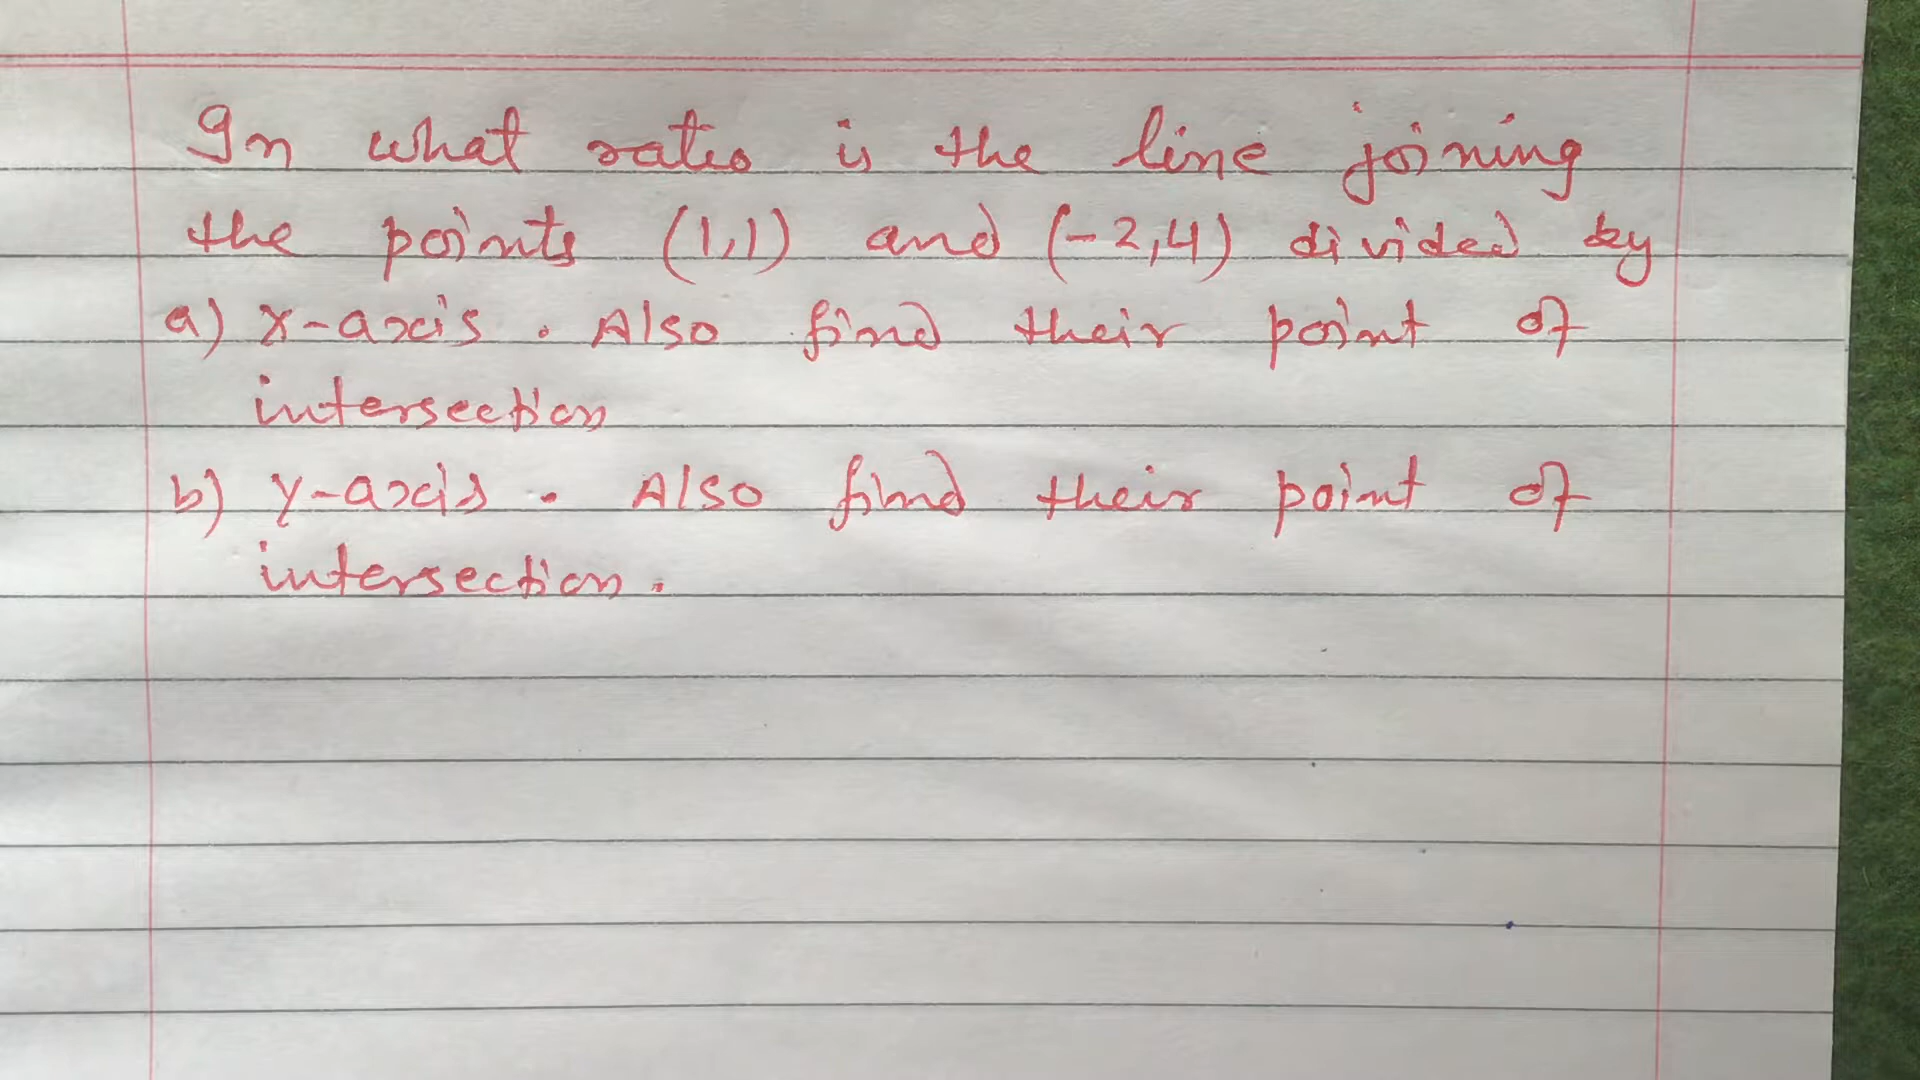 In what ratio is the line joining
the points (1,1) and (-2,4) divided by
a) x-axis. Also find their point of
intersection
b) y-axis. Also find their point of
intersection.